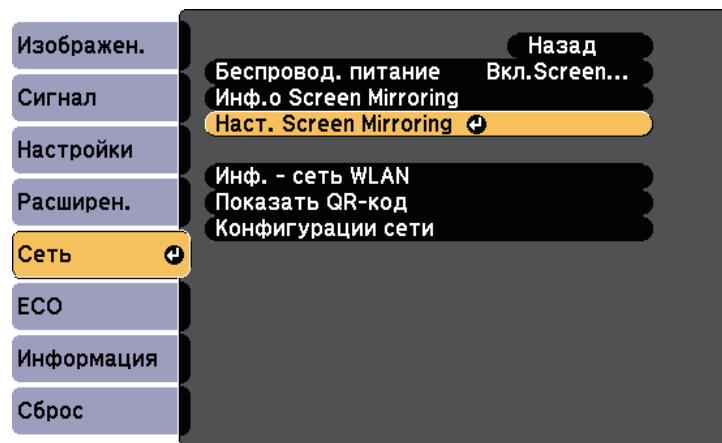 Изображен.
Сигнал
Настройки
Расширен.
Сеть
ECO
Информация
Сброс
Назад
Беспровод. питание Вкл.Screen...
Инф.о Screen Mirroring
Наст. Screen Mirroring
Инф. - сеть WLAN
Показать QR-код
Конфигурации сети